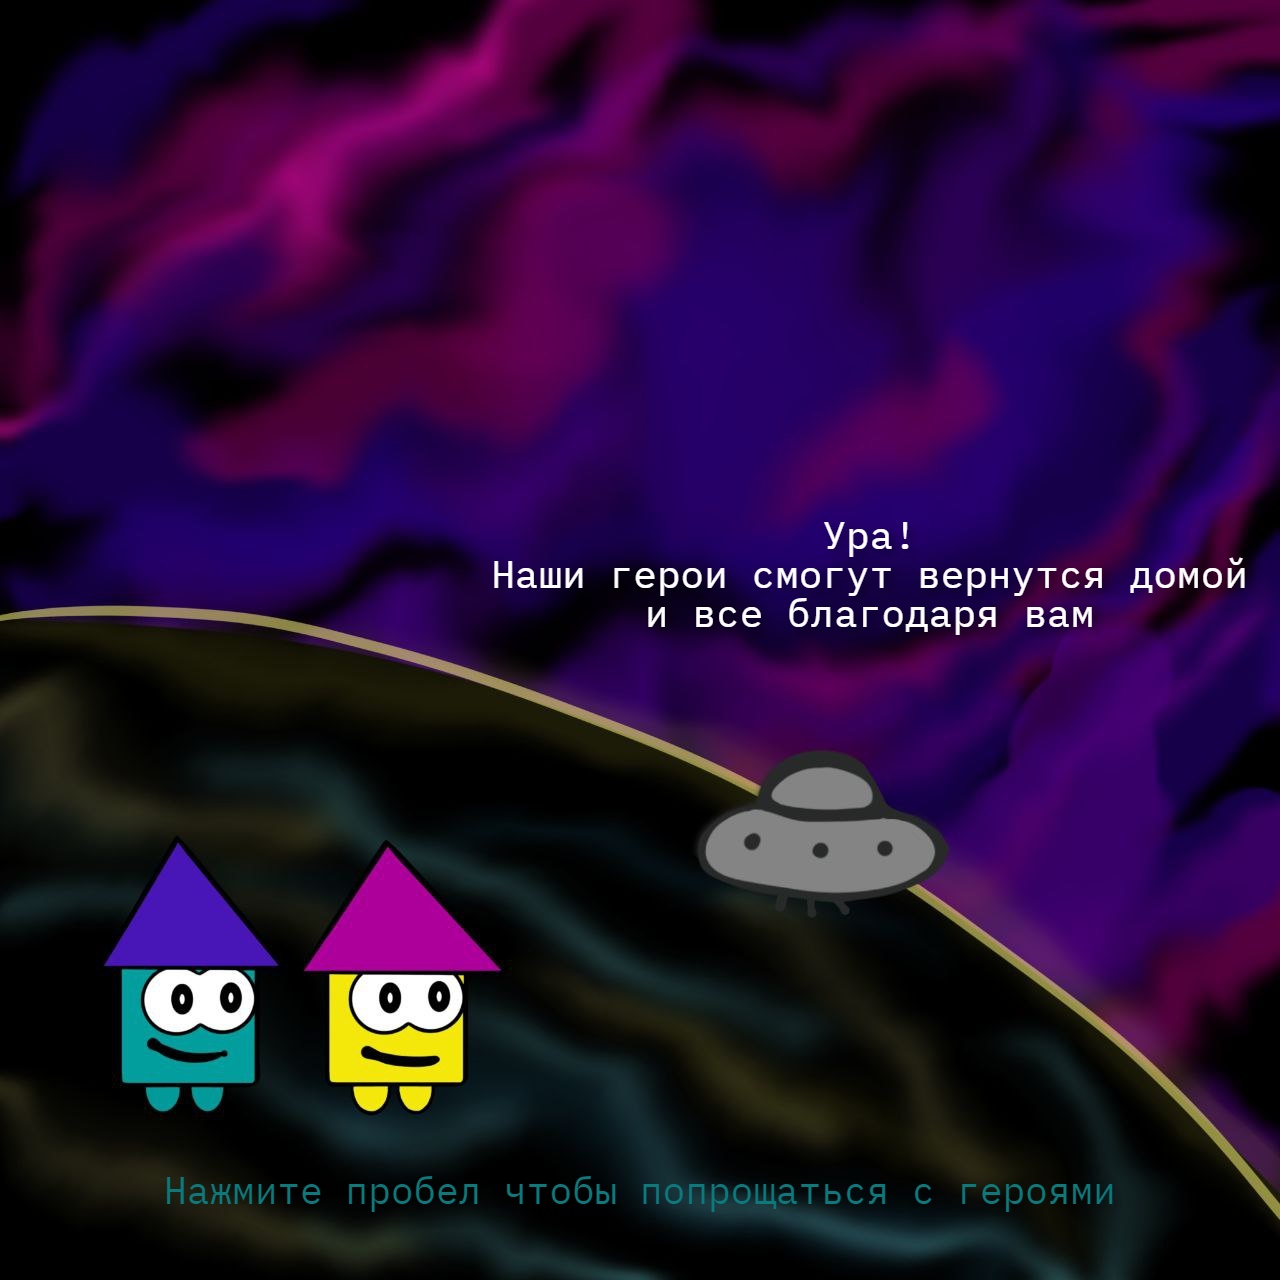 Ура!
Наши герои смогут вернутся домой
и все благодаря вам
Нажмите пробел чтобы попрощаться с героями